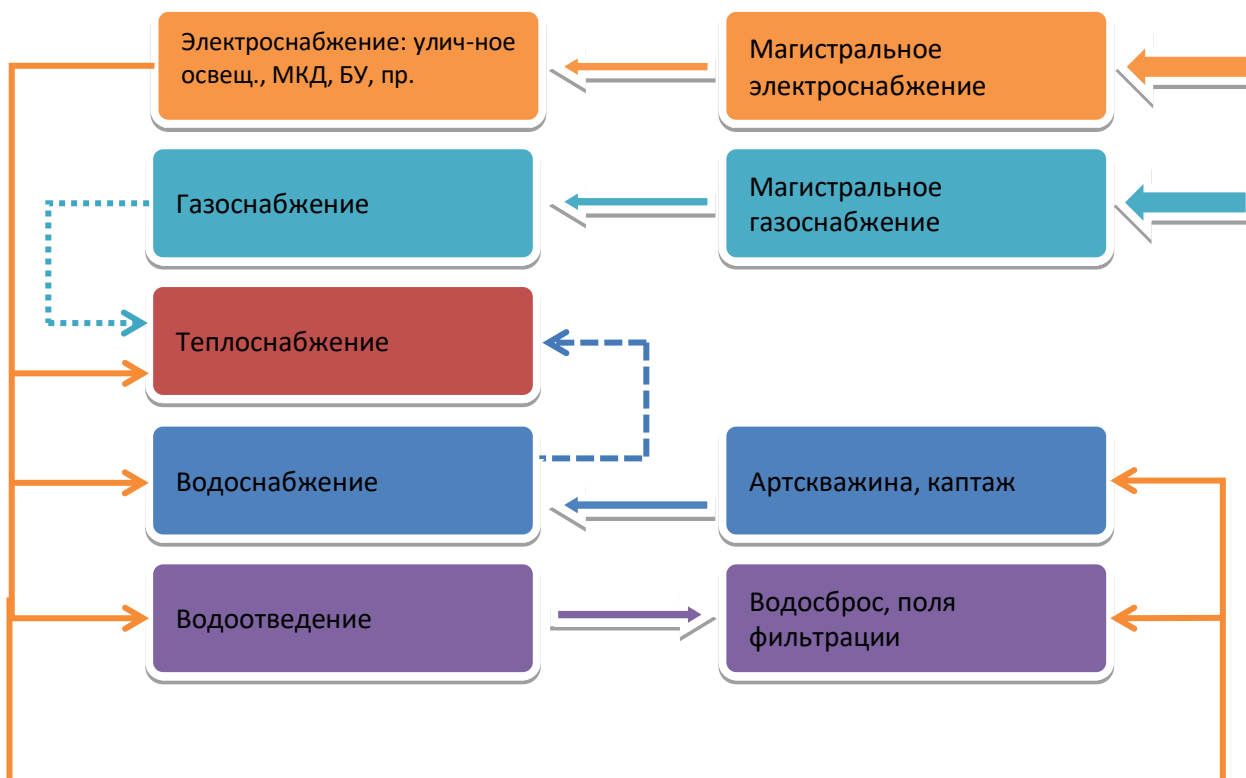 Электроснабжение: улич-ное
освещ., МКД, БУ, пр.
Магистральное
электроснабжение
Газоснабжение
Магистральное
газоснабжение
Теплоснабжение
Водоснабжение
Артскважина, каптаж
Водоотведение
Водосброс, поля
фильтрации